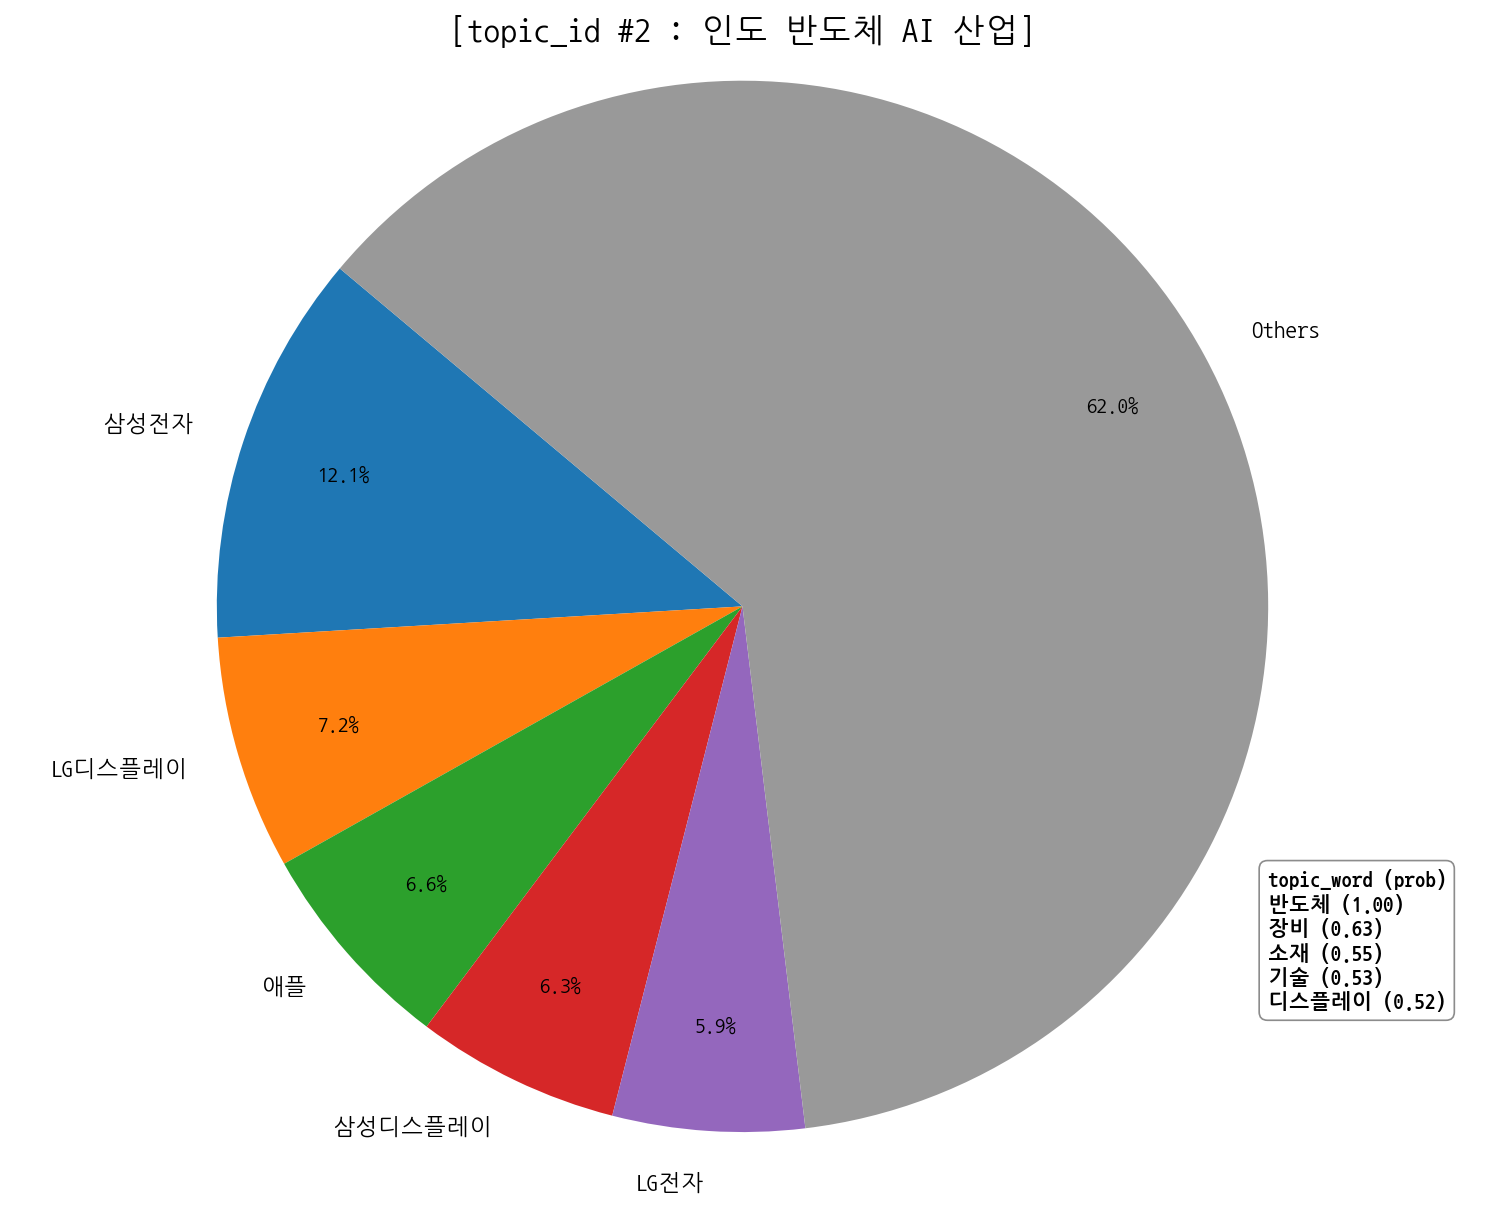 [topic_id #2 : 인도 반도체 AI 산업]
Others
62.0%
삼성전자
12.1%
7.2%
LG디스플레이
6.6%
애플
6.3%
삼성디스플레이
5.9%
LG전자
topic_word (prob)
반도체 (1.00)
장비 (0.63)
소재 (0.55)
기술 (0.53)
디스플레이 (0.52)